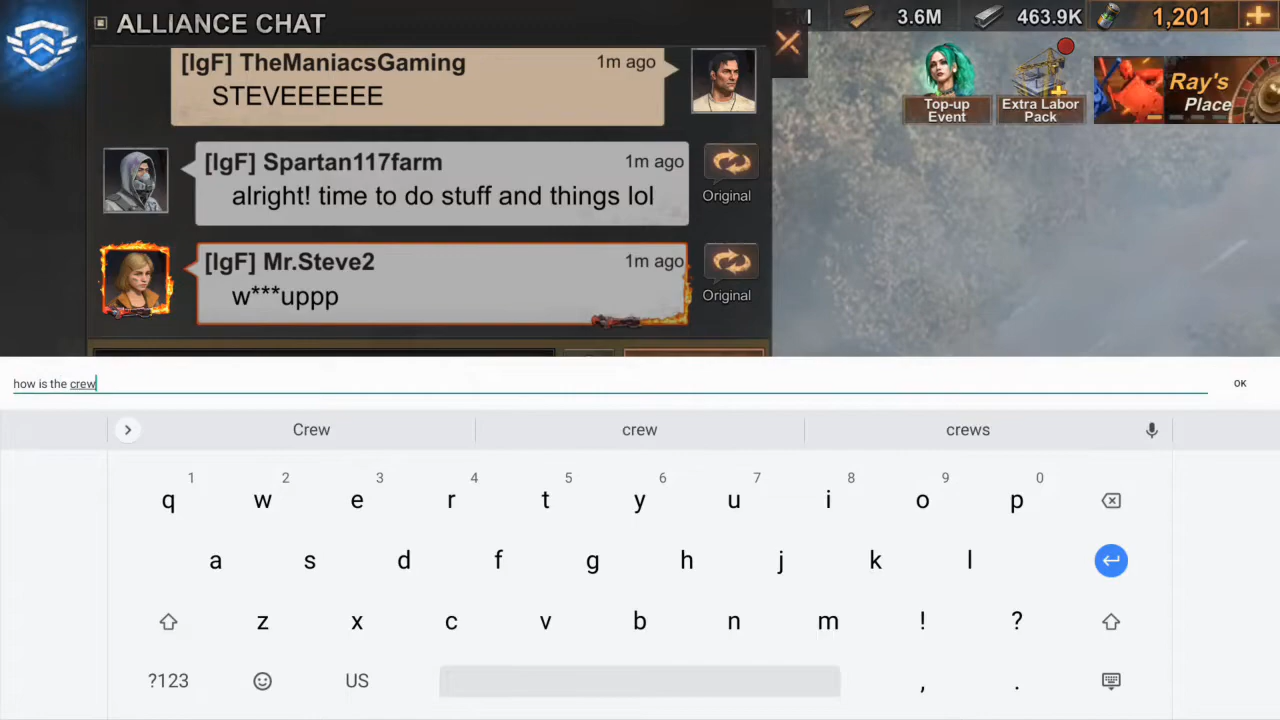 ALLIANCE CHAT
3.6M
463.9K
1,201
[IgF] TheManiacsGaming
1m ago
STEVEEEEEE
Top-up
Event
Extra Labor
Pack
Ray's
Place
[IgF] Spartan117farm
1m ago
alright! time to do stuff and things lol
Original
[IgF] Mr.Steve2
1m ago
w***uppp
Original
how is the crew
OK
Crew
crew
crews
1 2 3 4 5 6 7 8 9 0
q w e r t y u i o p
a s d f g h j k l
z x c v b n m ! ?
?123 US , .